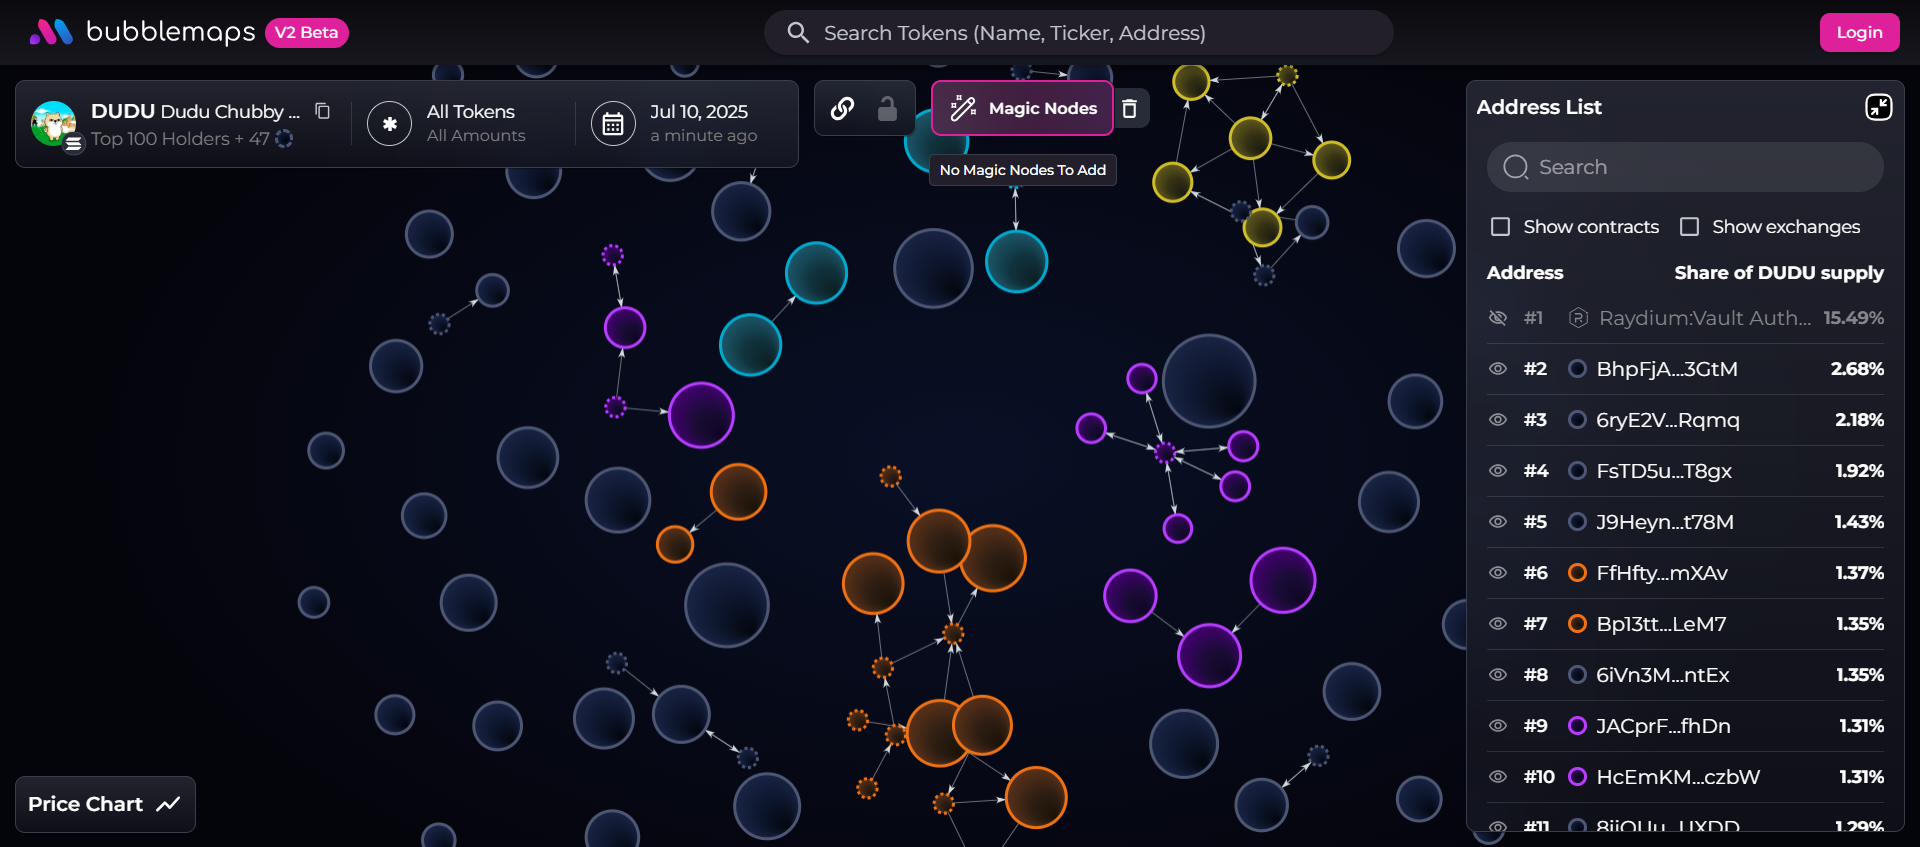 bubblemaps V2 Beta
Search Tokens (Name, Ticker, Address)
Login
DUDU Dudu Chubby ...
Top 100 Holders + 47
All Tokens
All Amounts
Jul 10, 2025
a minute ago
Magic Nodes
No Magic Nodes To Add
Address List
Search
Show contracts
Show exchanges
Address Share of DUDU supply
#1 Raydium:Vault Auth... 15.49%
#2 BhpFjA...3GtM 2.68%
#3 6ryE2V...Rqmq 2.18%
#4 FsTD5u...T8gx 1.92%
#5 J9Heyn...t78M 1.43%
#6 FfHfty...mXAv 1.37%
#7 Bp13tt...LeM7 1.35%
#8 6iVn3M...ntEx 1.35%
#9 JACprF...fhDn 1.31%
#10 HcEmKM...czbW 1.31%
#11 1.29%
Price Chart